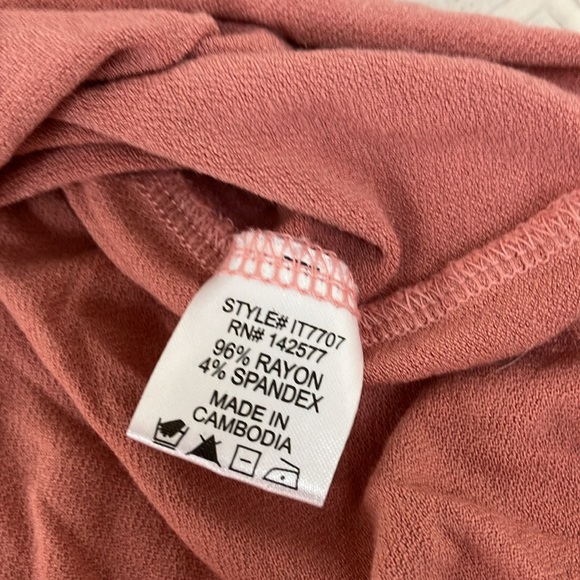 STYLE# IT7707
RN# 142577
96% RAYON
4% SPANDEX
MADE IN
CAMBODIA